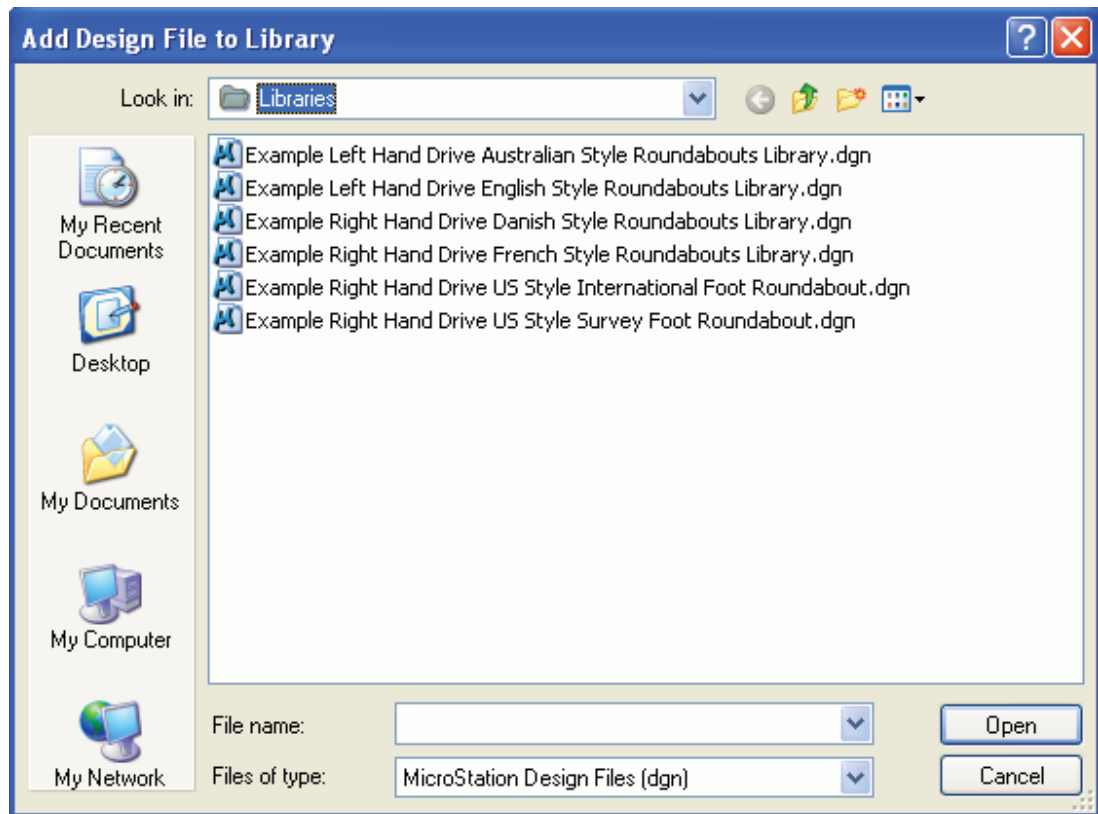 Add Design File to Library
Look in:
Libraries
Example Left Hand Drive Australian Style Roundabouts Library.dgn
Example Left Hand Drive English Style Roundabouts Library.dgn
Example Right Hand Drive Danish Style Roundabouts Library.dgn
Example Right Hand Drive French Style Roundabouts Library.dgn
Example Right Hand Drive US Style International Foot Roundabout.dgn
Example Right Hand Drive US Style Survey Foot Roundabout.dgn
My Recent
Documents
Desktop
My Documents
My Computer
My Network
File name:
Open
Files of type:
MicroStation Design Files (dgn)
Cancel